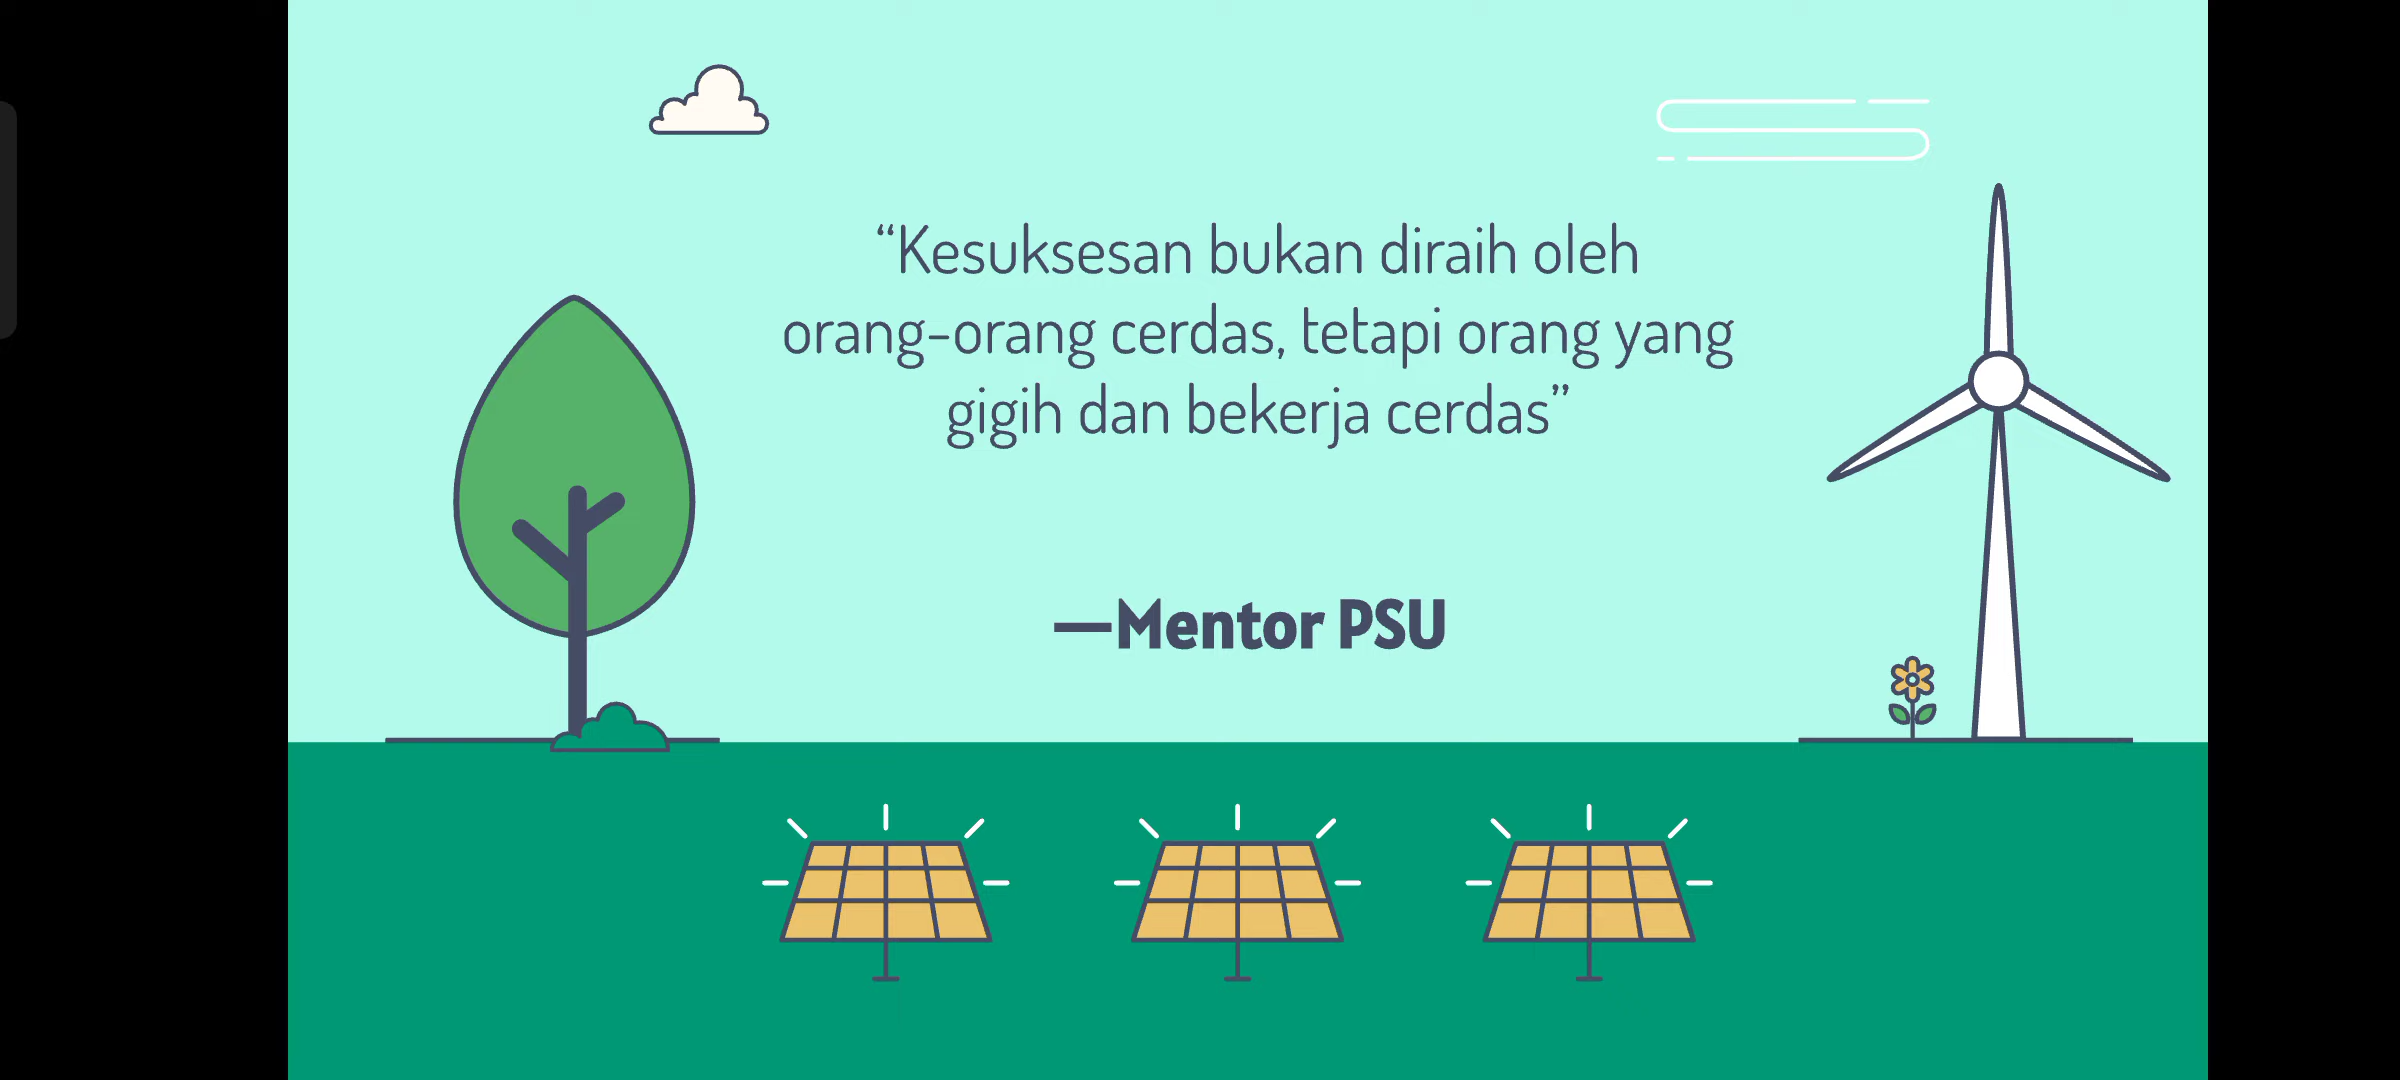 “Kesuksesan bukan diraih oleh
orang-orang cerdas, tetapi orang yang
gigih dan bekerja cerdas”
—Mentor PSU